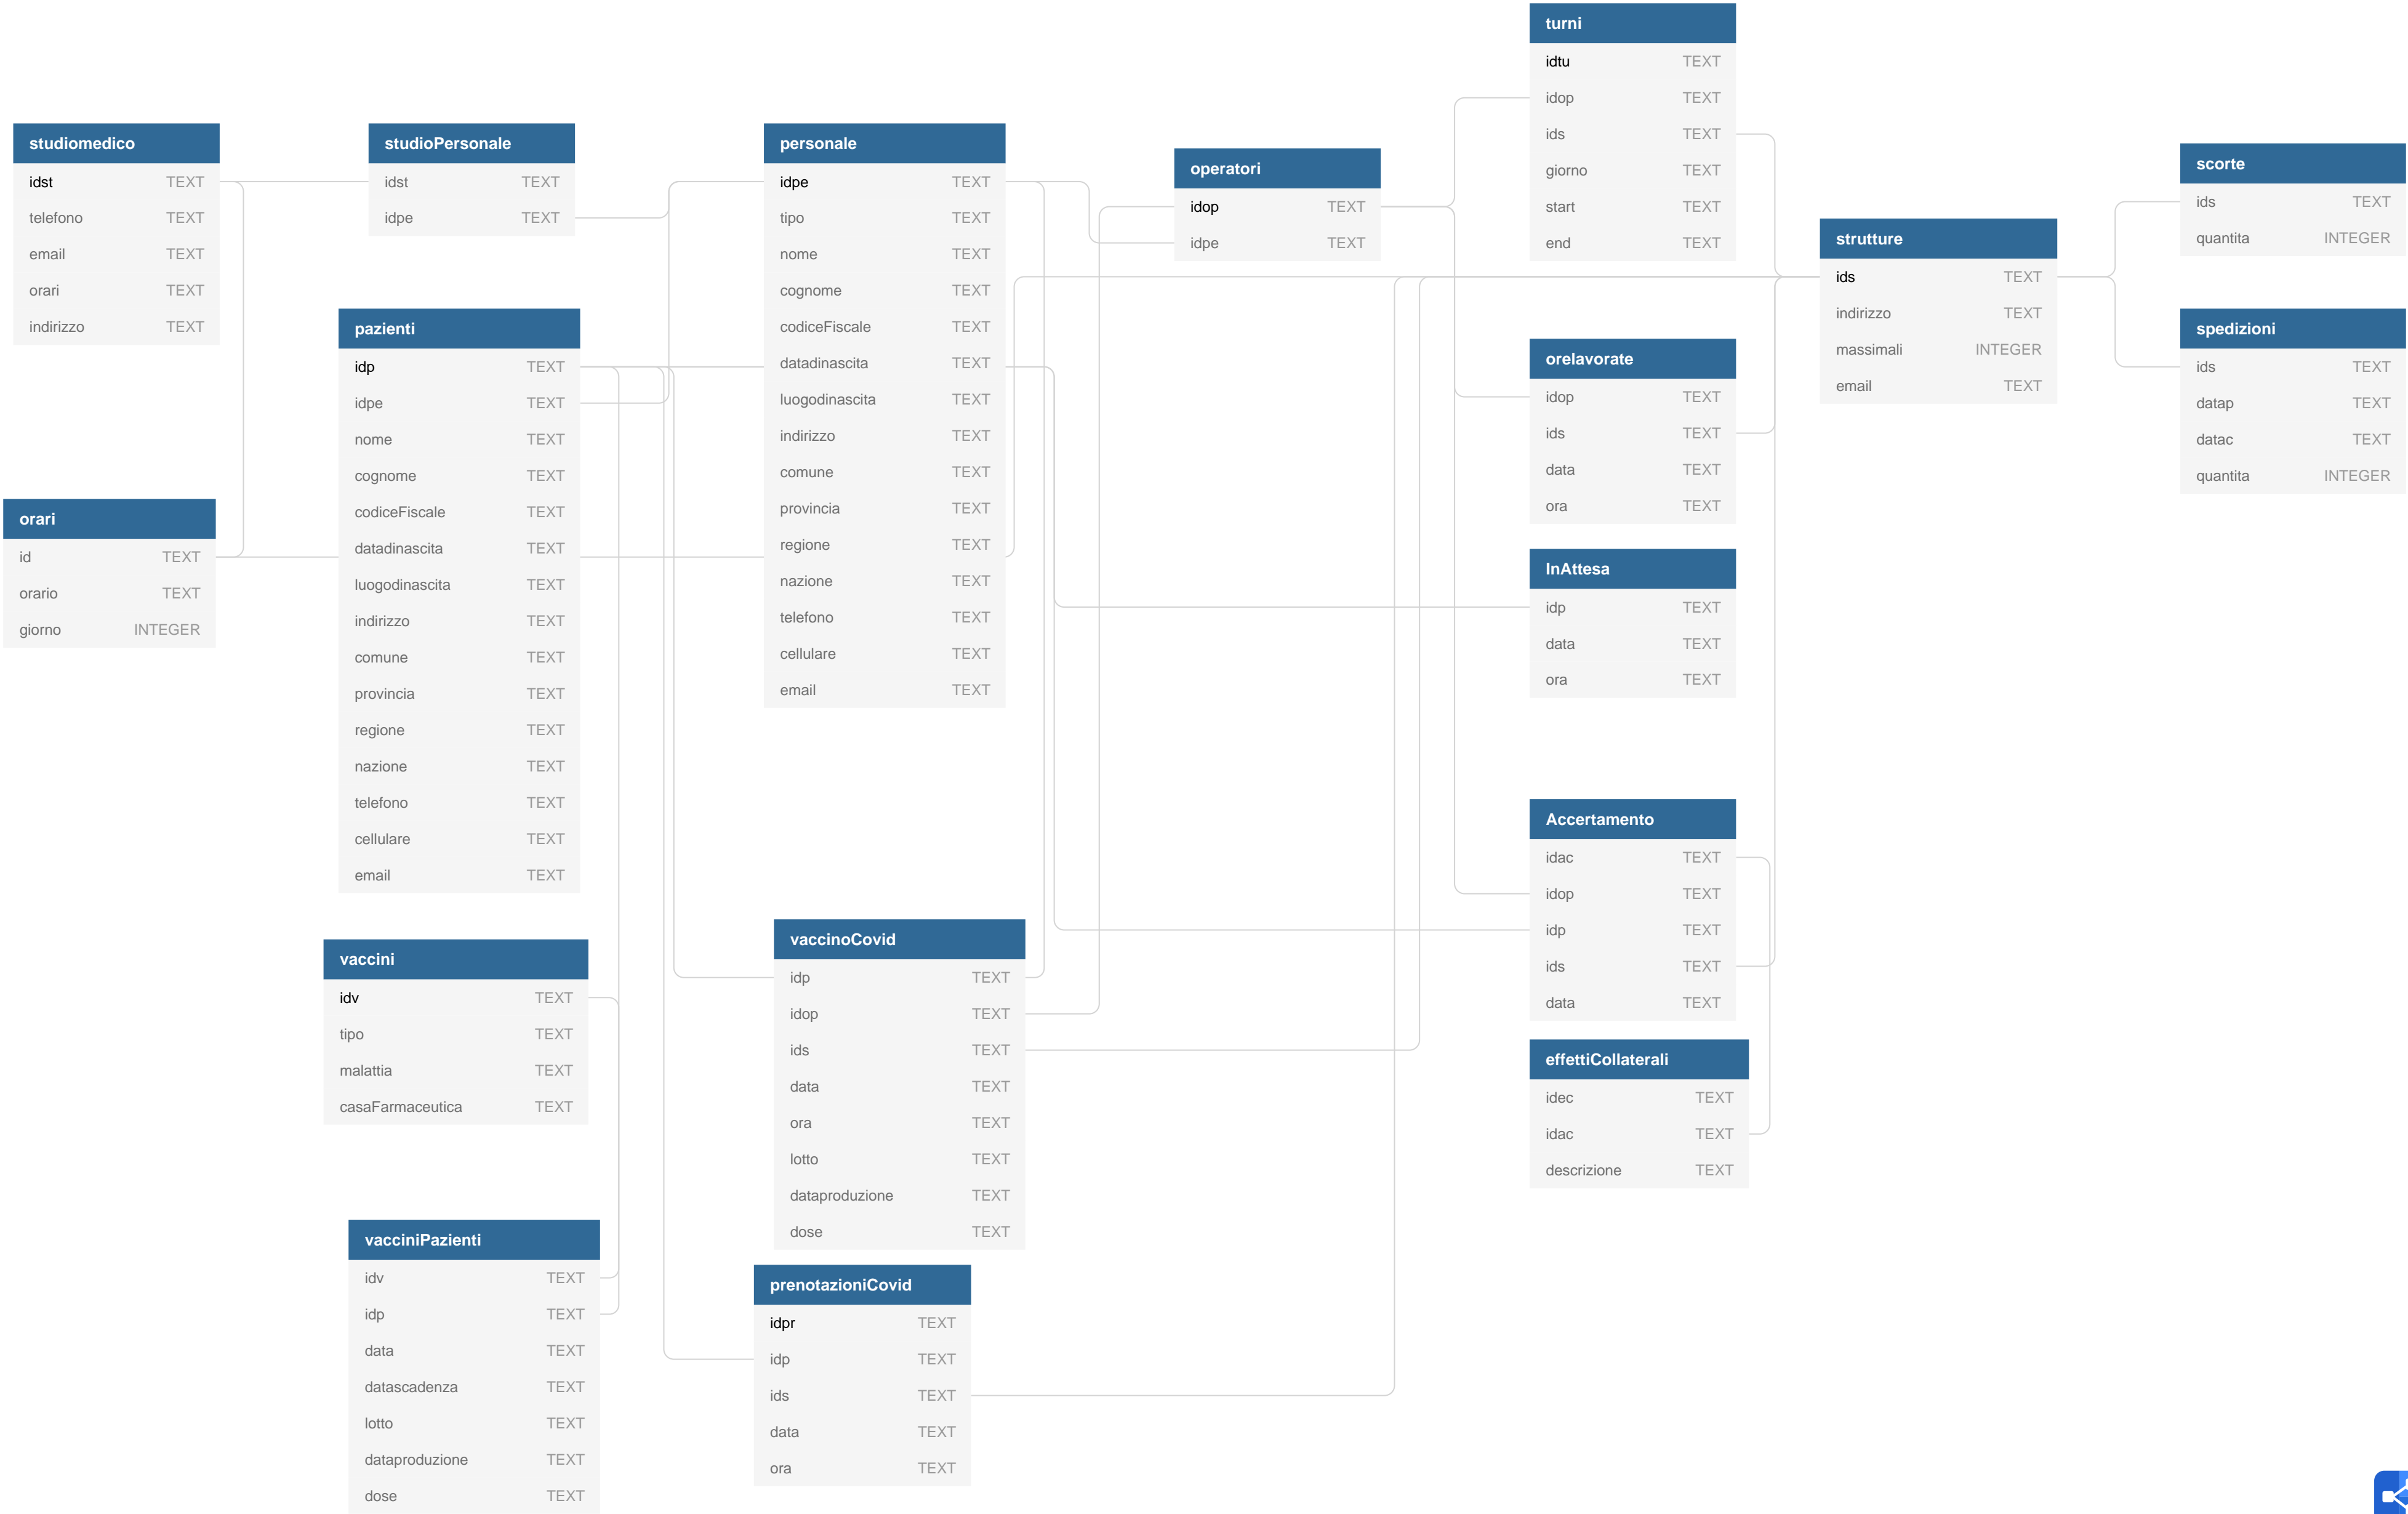 studiomedico
idst TEXT
telefono TEXT
email TEXT
orari TEXT
indirizzo TEXT
studioPersonale
idst TEXT
idpe TEXT
personale
idpe TEXT
tipo TEXT
nome TEXT
cognome TEXT
codiceFiscale TEXT
datadinascita TEXT
luogodinascita TEXT
indirizzo TEXT
comune TEXT
provincia TEXT
regione TEXT
nazione TEXT
telefono TEXT
cellulare TEXT
email TEXT
operatori
idop TEXT
idpe TEXT
turni
idtu TEXT
idop TEXT
ids TEXT
giorno TEXT
start TEXT
end TEXT
strutture
ids TEXT
indirizzo TEXT
massimali INTEGER
email TEXT
scorte
ids TEXT
quantita INTEGER
spedizioni
ids TEXT
datap TEXT
datac TEXT
quantita INTEGER
orari
id TEXT
orario TEXT
giorno INTEGER
pazienti
idp TEXT
idpe TEXT
nome TEXT
cognome TEXT
codiceFiscale TEXT
datadinascita TEXT
luogodinascita TEXT
indirizzo TEXT
comune TEXT
provincia TEXT
regione TEXT
nazione TEXT
telefono TEXT
cellulare TEXT
email TEXT
orelavorate
idop TEXT
ids TEXT
data TEXT
ora TEXT
InAttesa
idp TEXT
data TEXT
ora TEXT
Accertamento
idac TEXT
idop TEXT
idp TEXT
ids TEXT
data TEXT
effettiCollaterali
idec TEXT
idac TEXT
descrizione TEXT
vaccini
idv TEXT
tipo TEXT
malattia TEXT
casaFarmaceutica TEXT
vaccinoCovid
idp TEXT
idop TEXT
ids TEXT
data TEXT
ora TEXT
lotto TEXT
dataproduzione TEXT
dose TEXT
vacciniPazienti
idv TEXT
idp TEXT
data TEXT
datascadenza TEXT
lotto TEXT
dataproduzione TEXT
dose TEXT
prenotazioniCovid
idpr TEXT
idp TEXT
ids TEXT
data TEXT
ora TEXT